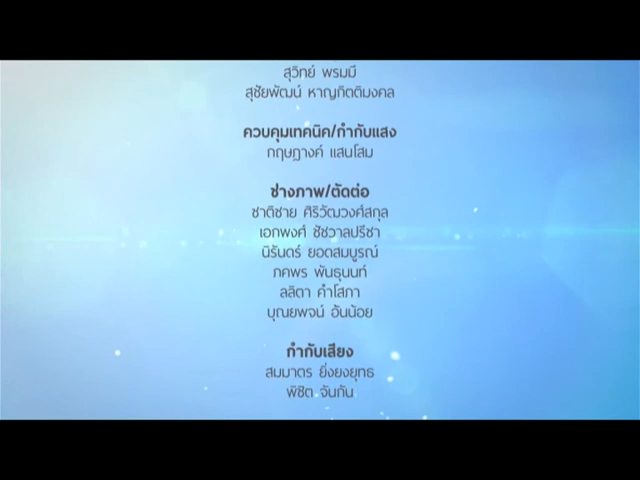 สุวิทย์ พรมมี
สุชัยพัฒน์ หาญกิตติมงคล
ควบคุมเทคนิค/กำกับแสง
กฤษฎางค์ แสนโสม
ช่างภาพ/ตัดต่อ
ชาติชาย ศิริวัฒวงศ์สกุล
เอกพงศ์ ชัชวาลปรีชา
นิรันดร์ ยอดสมบูรณ์
ภคพร พันธุนนท์
ลลิตา คำโสภา
บุณยพจน์ อันน้อย
กำกับเสียง
สมมาตร ยิ่งยงยุทธ
พิชิต จันกัน